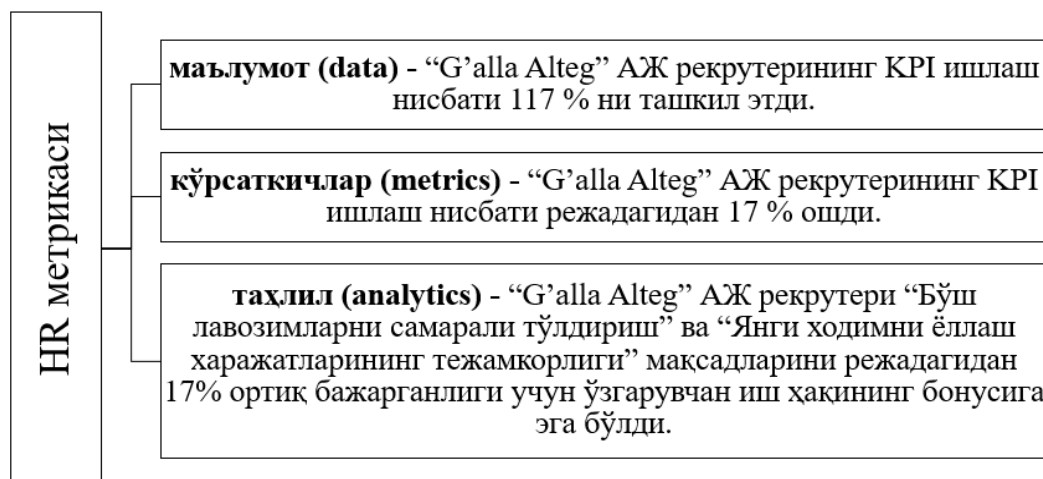 HR метрикаси
маълумот (data) - “G’alla Alteg” АЖ рекрутерининг KPI ишлаш
нисбати 117 % ни ташкил этди.
кўрсаткичлар (metrics) - “G’alla Alteg” АЖ рекрутерининг KPI
ишлаш нисбати режадагидан 17 % ошди.
таҳлил (analytics) - “G’alla Alteg” АЖ рекрутери “Бўш
лавозимларни самарали тўлдириш” ва “Янги ходимни ёллаш
харажатларининг тежамкорлиги” мақсадларини режадагидан
17% ортиқ бажарганлиги учун ўзгарувчан иш ҳақининг бонусига
эга бўлди.